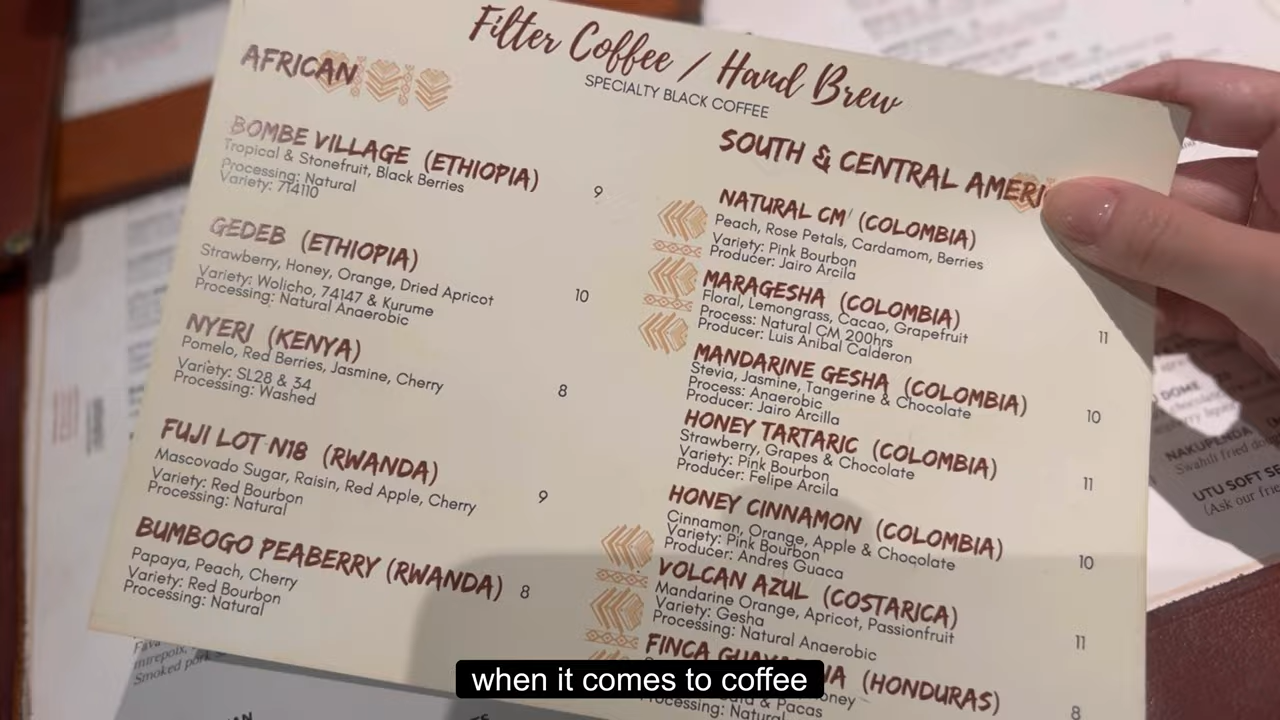 Filter Coffee / Hand Brew
SPECIALTY BLACK COFFEE
AFRICAN
BOMBE VILLAGE (ETHIOPIA)
Tropical & Stonefruit, Black Berries
Processing: Natural
Variety: 714110
9
GEDEB (ETHIOPIA)
Strawberry, Honey, Orange, Dried Apricot
Variety: Wolicho, 74147 & Kurume
Processing: Natural Anaerobic
10
NYERI (KENYA)
Pomelo, Red Berries, Jasmine, Cherry
Variety: SL28 & 34
Processing: Washed
8
FUJI LOT N18 (RWANDA)
Mascovado Sugar, Raisin, Red Apple, Cherry
Variety: Red Bourbon
Processing: Natural
9
BUMBOGO PEABERRY (RWANDA) 8
Papaya, Peach, Cherry
Variety: Red Bourbon
Processing: Natural
SOUTH & CENTRAL AMERI
NATURAL CM' (COLOMBIA)
Peach, Rose Petals, Cardamom, Berries
Variety: Pink Bourbon
Producer: Jairo Arcila
MARAGESHA (COLOMBIA)
Floral, Lemongrass, Cacao, Grapefruit
Process: Natural CM 200hrs
Producer: Luis Anibal Calderon
11
MANDARINE GESHA (COLOMBIA)
Stevia, Jasmine, Tangerine & Chocolate
Process: Anaerobic
Producer: Jairo Arcilla
10
HONEY TARTARIC (COLOMBIA)
Strawberry, Grapes & Chocolate
Variety: Pink Bourbon
Producer: Felipe Arcila
11
HONEY CINNAMON (COLOMBIA)
Cinnamon, Orange, Apple & Chocolate
Variety: Pink Bourbon
Producer: Andres Guaca
10
VOLCAN AZUL (COSTARICA)
Mandarine Orange, Apricot, Passionfruit
Variety: Gesha
Processing: Natural Anaerobic
11
FINCA (HONDURAS)
& Pacas
Processing: Natural
8
DOME
NAKUPENDA
Swahili fried
UTU SOFT SE
(Ask our
Smoked pork
when it comes to coffee